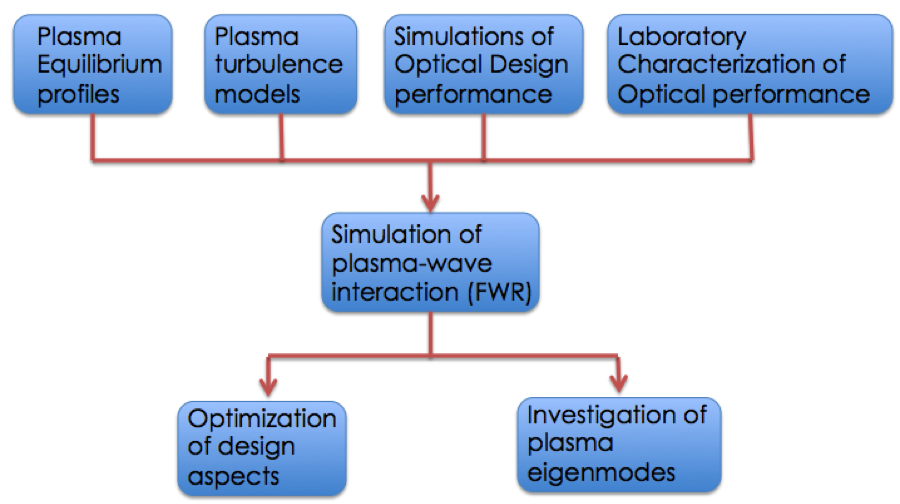 Plasma
Equilibrium
profiles
Plasma
turbulence
models
Simulations of
Optical Design
performance
Laboratory
Characterization of
Optical performance
Simulation of
plasma-wave
interaction (FWR)
Optimization
of design
aspects
Investigation of
plasma
eigenmodes